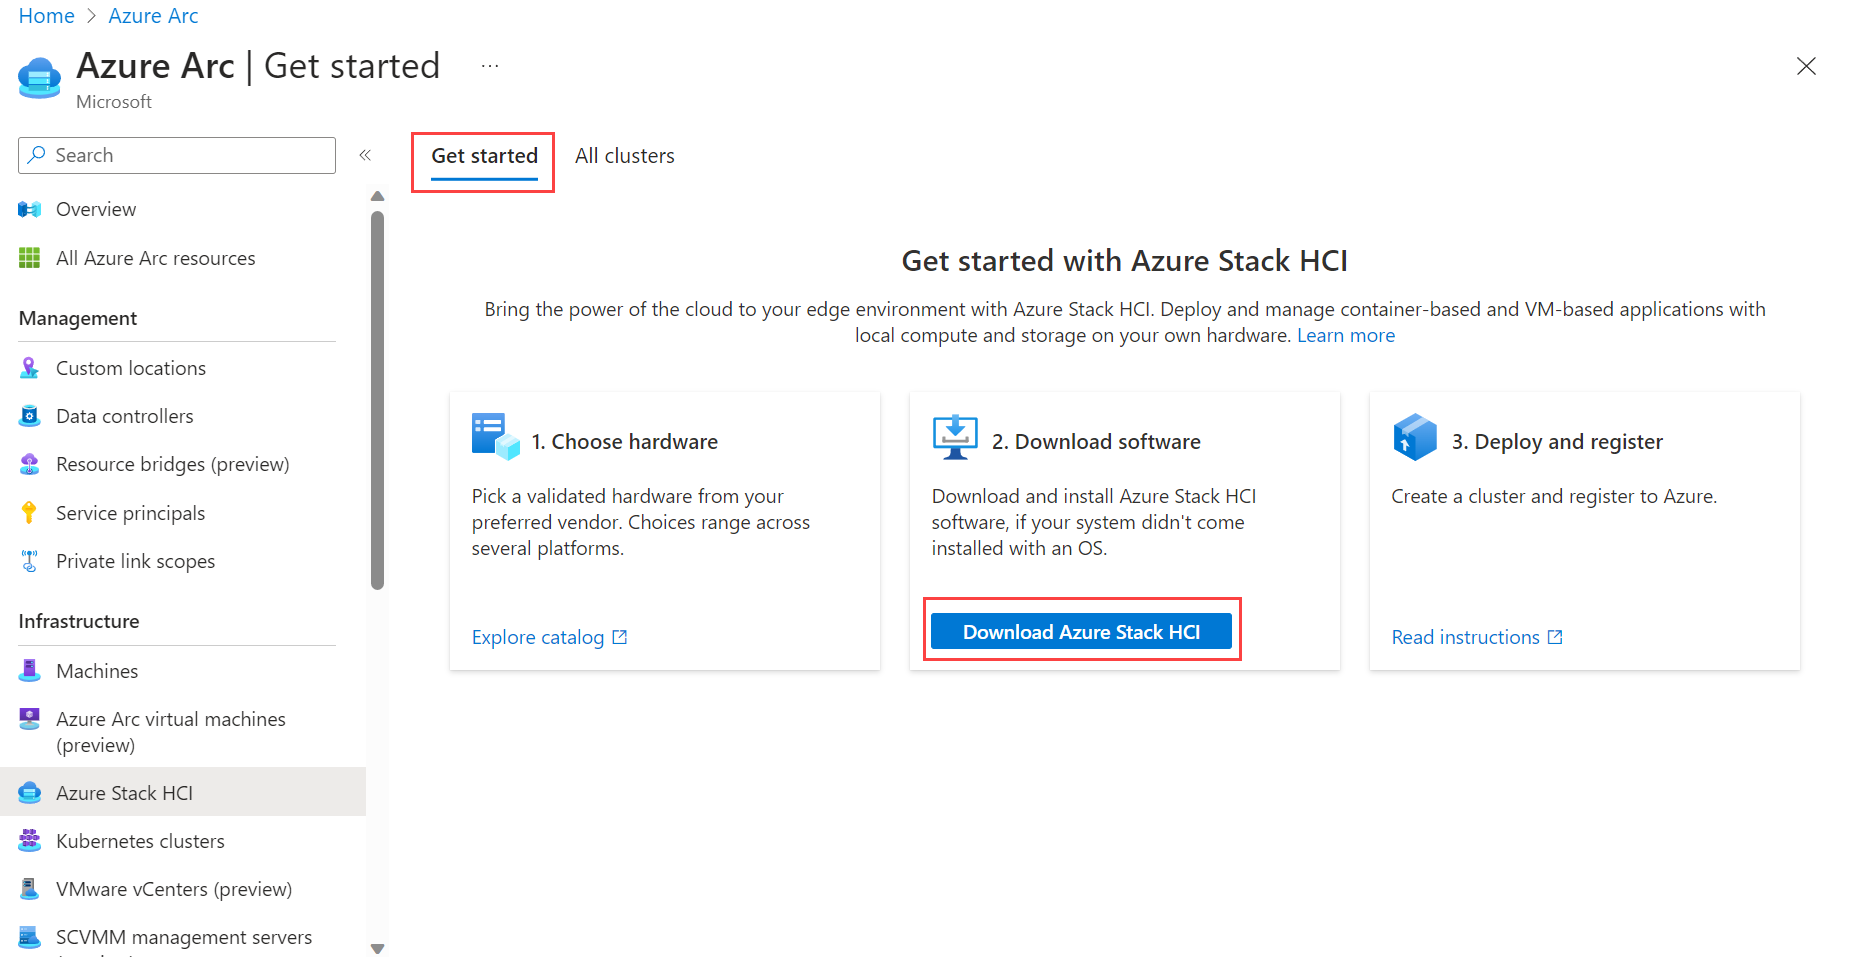 Home > Azure Arc
Azure Arc | Get started ...
Microsoft
Search «
Overview
All Azure Arc resources
Management
Custom locations
Data controllers
Resource bridges (preview)
Service principals
Private link scopes
Infrastructure
Machines
Azure Arc virtual machines
(preview)
Azure Stack HCI
Kubernetes clusters
VMware vCenters (preview)
SCVMM management servers
Get started All clusters
Get started with Azure Stack HCI
Bring the power of the cloud to your edge environment with Azure Stack HCI. Deploy and manage container-based and VM-based applications with
local compute and storage on your own hardware. Learn more
1. Choose hardware
Pick a validated hardware from your
preferred vendor. Choices range across
several platforms.
Explore catalog
2. Download software
Download and install Azure Stack HCI
software, if your system didn't come
installed with an OS.
Download Azure Stack HCI
3. Deploy and register
Create a cluster and register to Azure.
Read instructions